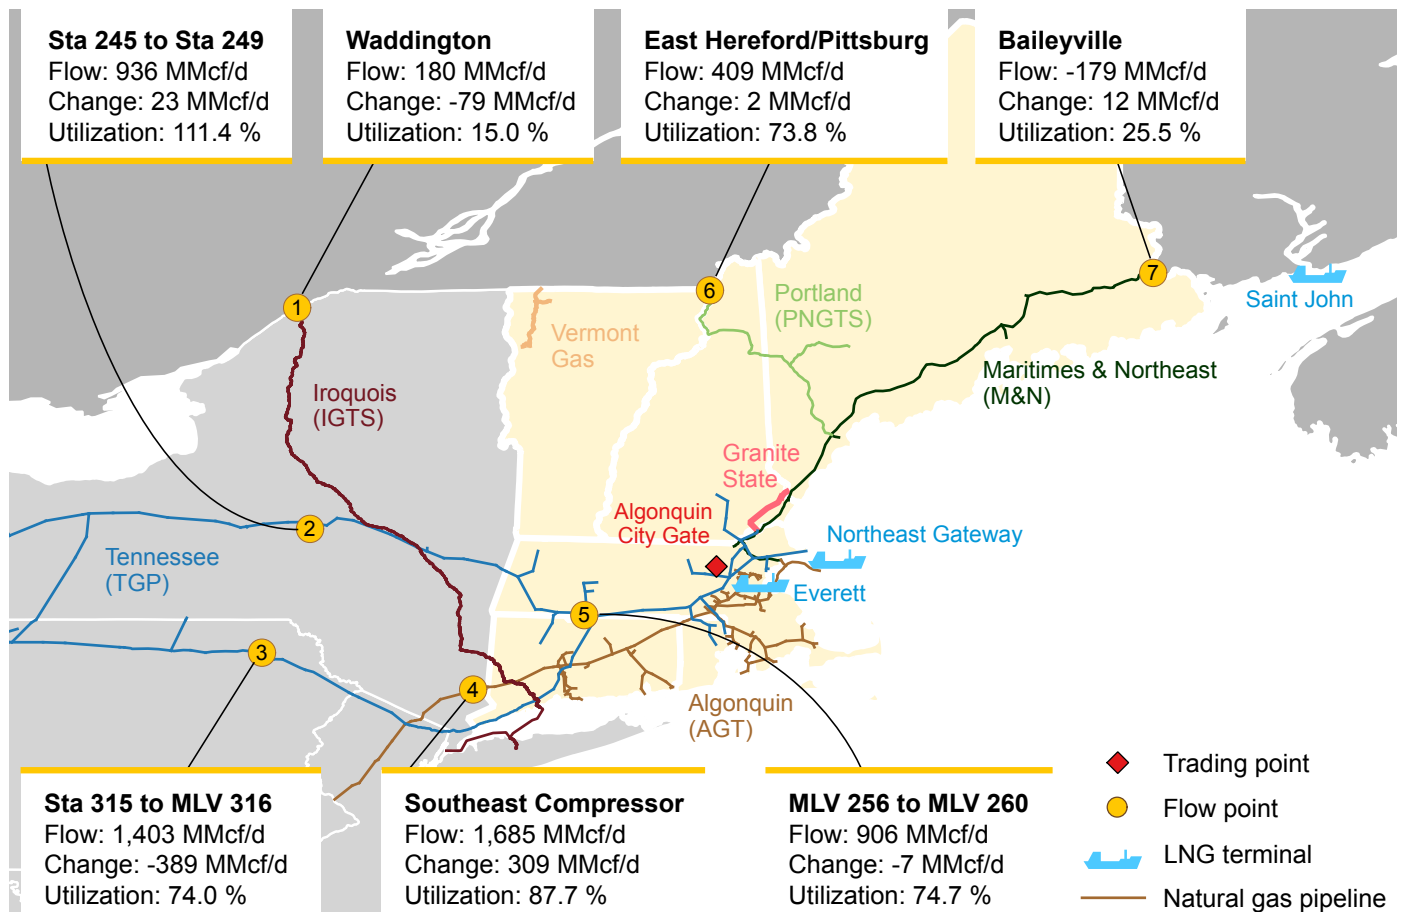 Sta 245 to Sta 249
Flow: 936 MMcf/d
Change: 23 MMcf/d
Utilization: 111.4 %
Waddington
Flow: 180 MMcf/d
Change: -79 MMcf/d
Utilization: 15.0 %
East Hereford/Pittsburg
Flow: 409 MMcf/d
Change: 2 MMcf/d
Utilization: 73.8 %
Baileyville
Flow: -179 MMcf/d
Change: 12 MMcf/d
Utilization: 25.5 %
1
6
7
Saint John
Portland
(PNGTS)
Vermont
Gas
Iroquois
(IGTS)
Maritimes & Northeast
(M&N)
Granite
State
Algonquin
City Gate
2
Northeast Gateway
Tennessee
(TGP)
Everett
5
3
4
Algonquin
(AGT)
Sta 315 to MLV 316
Flow: 1,403 MMcf/d
Change: -389 MMcf/d
Utilization: 74.0 %
Southeast Compressor
Flow: 1,685 MMcf/d
Change: 309 MMcf/d
Utilization: 87.7 %
MLV 256 to MLV 260
Flow: 906 MMcf/d
Change: -7 MMcf/d
Utilization: 74.7 %
Trading point
Flow point
LNG terminal
Natural gas pipeline